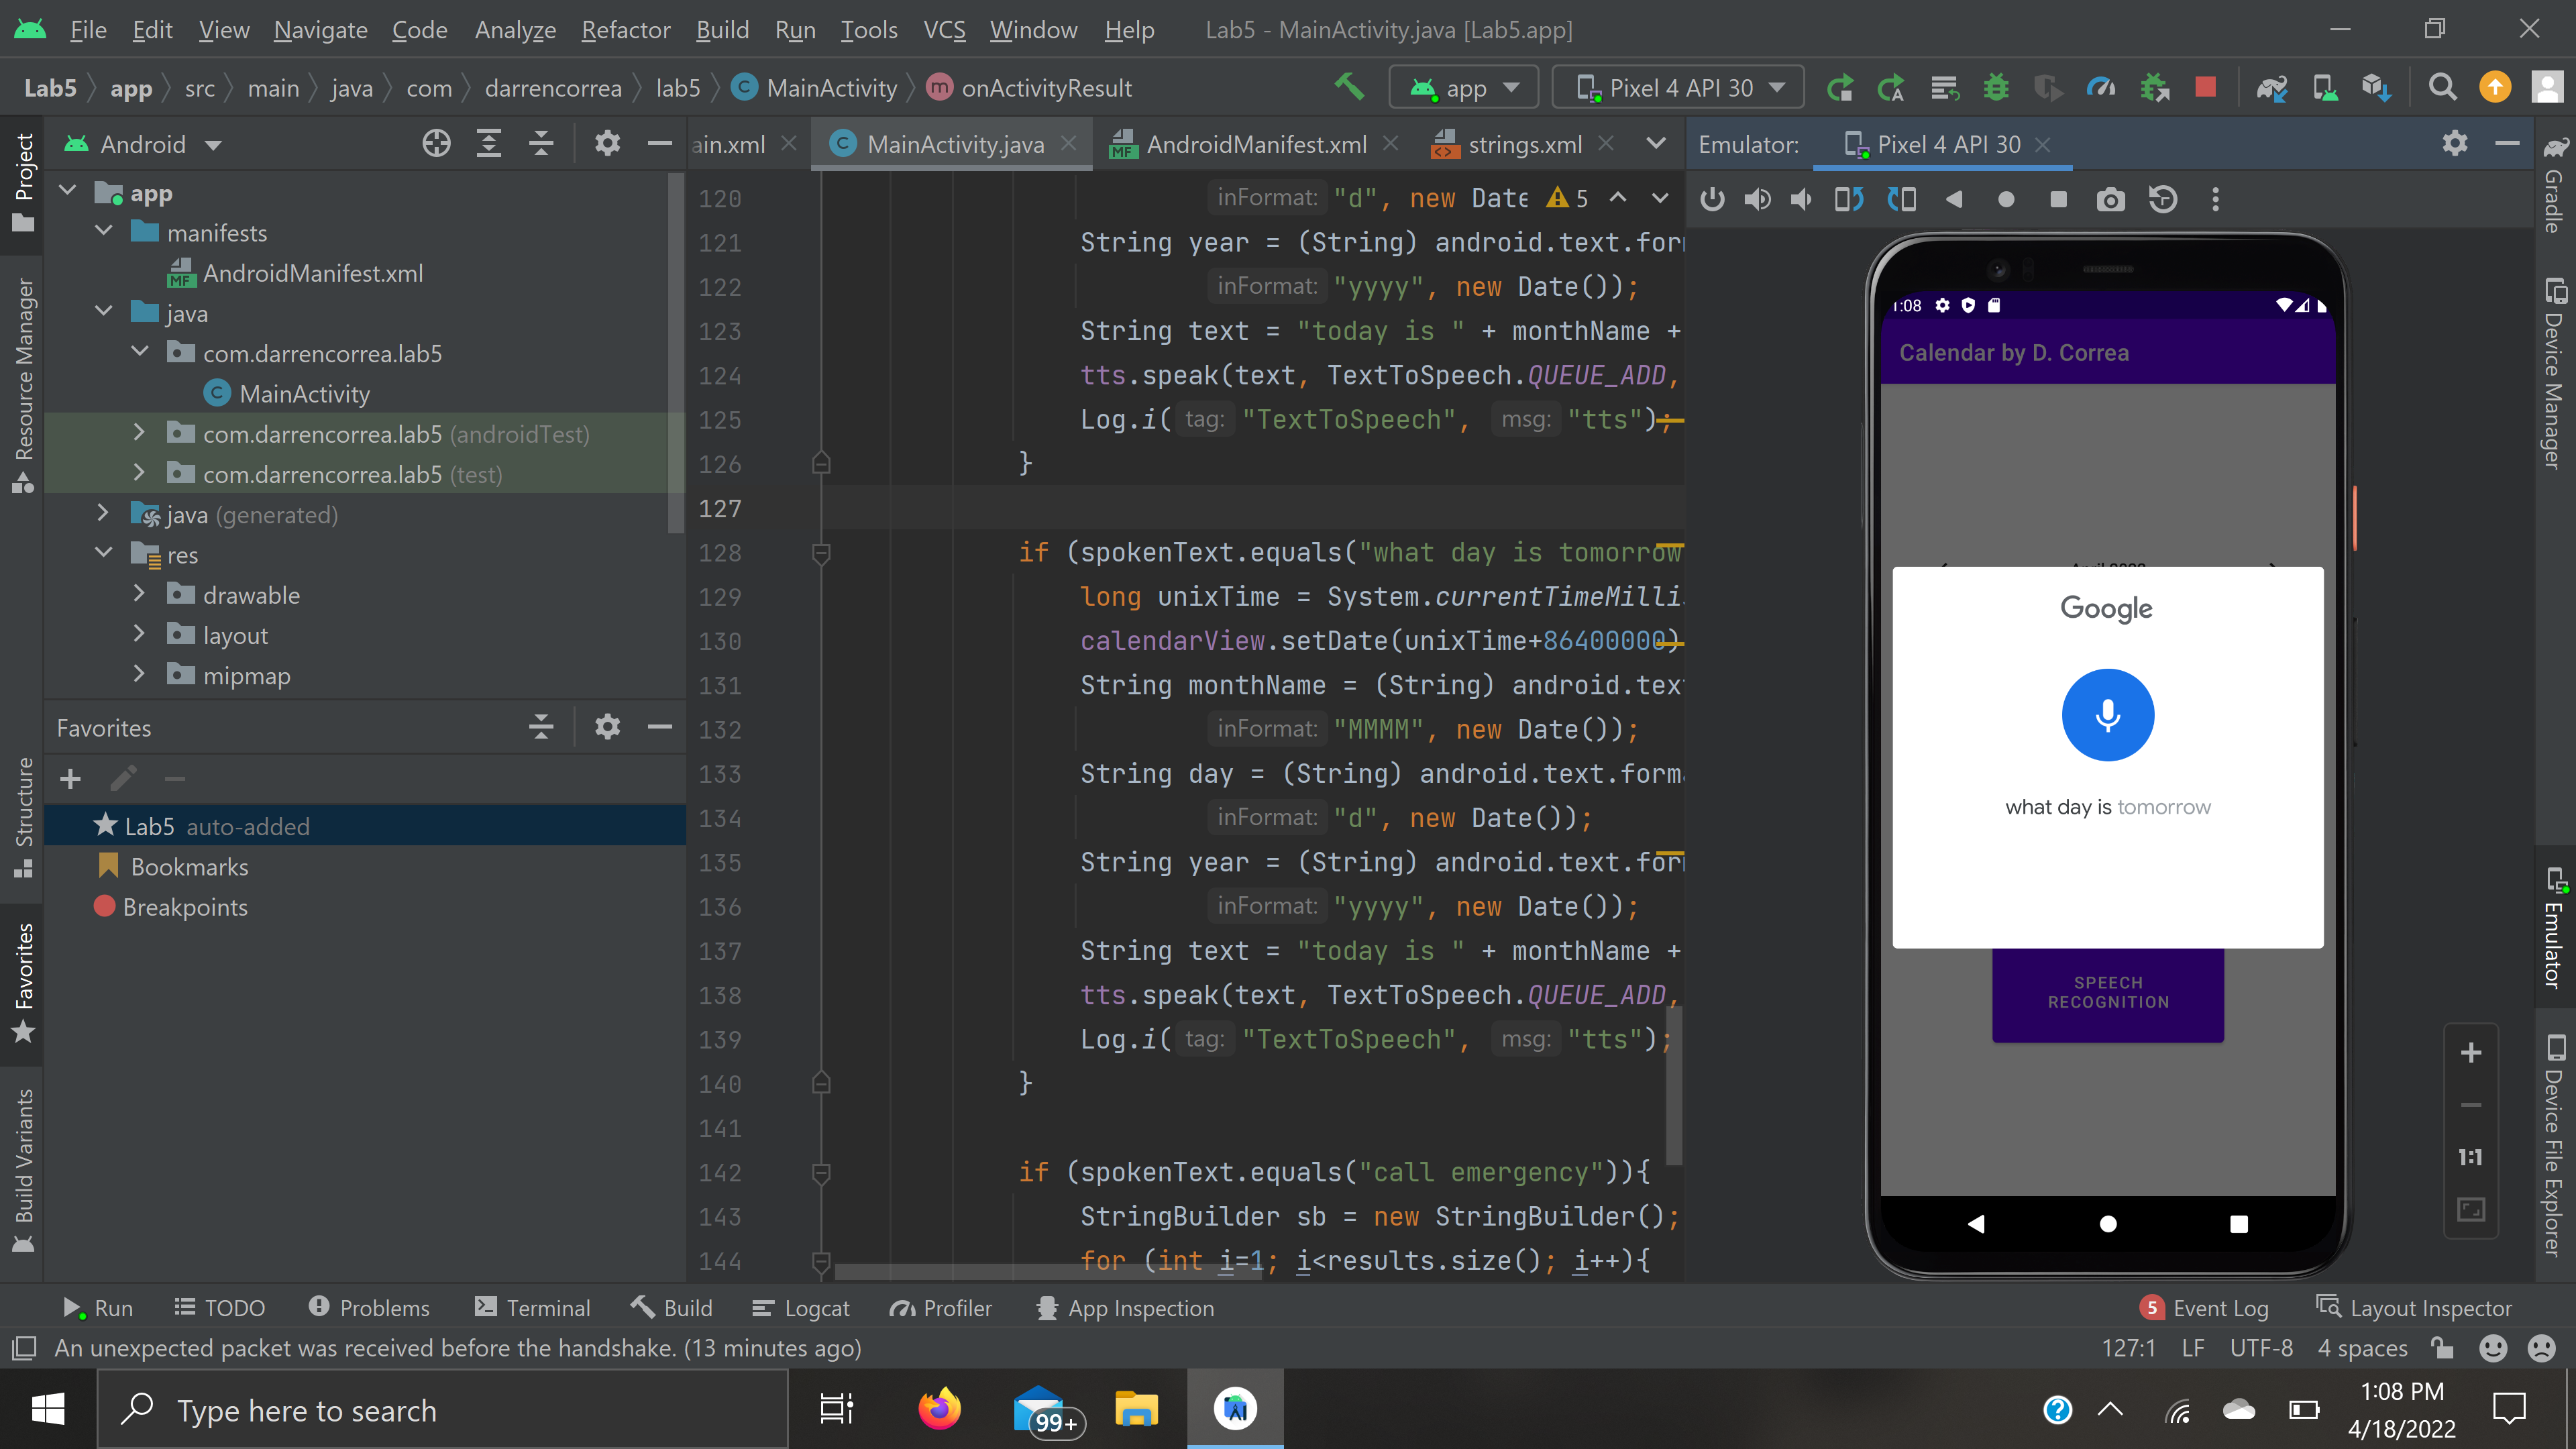 File Edit View Navigate Code Analyze Refactor Build Run Tools VCS Window Help Lab5 - MainActivity.java [Lab5.app]
Lab5 app src main java com darrencorrea lab5 MainActivity onActivityResult app Pixel 4 API 30
Project
Android
app
manifests
AndroidManifest.xml
java
com.darrencorrea.lab5
MainActivity
com.darrencorrea.lab5 (androidTest)
com.darrencorrea.lab5 (test)
java (generated)
res
drawable
layout
mipmap
Favorites
Lab5 auto-added
Bookmarks
Breakpoints
Resource Manager
Structure
Favorites
Build Variants
ain.xml MainActivity.java AndroidManifest.xml strings.xml
5
120 inFormat: "d", new Date
121 String year = (String) android.text.for
122 inFormat: "yyyy", new Date());
123 String text = "today is " + monthName +
124 tts.speak(text, TextToSpeech.QUEUE_ADD,
125 Log.i( tag: "TextToSpeech", msg: "tts");
126 }
127
128 if (spokenText.equals("what day is tomorrow
129 long unixTime = System.currentTimeMillis
130 calendarView.setDate(unixTime+86400000)
131 String monthName = (String) android.tex
132 inFormat: "MMMM", new Date());
133 String day = (String) android.text.forma
134 inFormat: "d", new Date());
135 String year = (String) android.text.for
136 inFormat: "yyyy", new Date());
137 String text = "today is " + monthName +
138 tts.speak(text, TextToSpeech.QUEUE_ADD,
139 Log.i( tag: "TextToSpeech", msg: "tts");
140 }
141
142 if (spokenText.equals("call emergency")){
143 StringBuilder sb = new StringBuilder();
144 for (int i=1; i<results.size(); i++){
Emulator: Pixel 4 API 30
1:08
Calendar by D. Correa
Google
what day is tomorrow
SPEECH
RECOGNITION
1:1
Gradle
Device Manager
Emulator
Device File Explorer
Run TODO Problems Terminal Build Logcat Profiler App Inspection 5 Event Log Layout Inspector
An unexpected packet was received before the handshake. (13 minutes ago) 127:1 LF UTF-8 4 spaces
Type here to search
99+
1:08 PM
4/18/2022